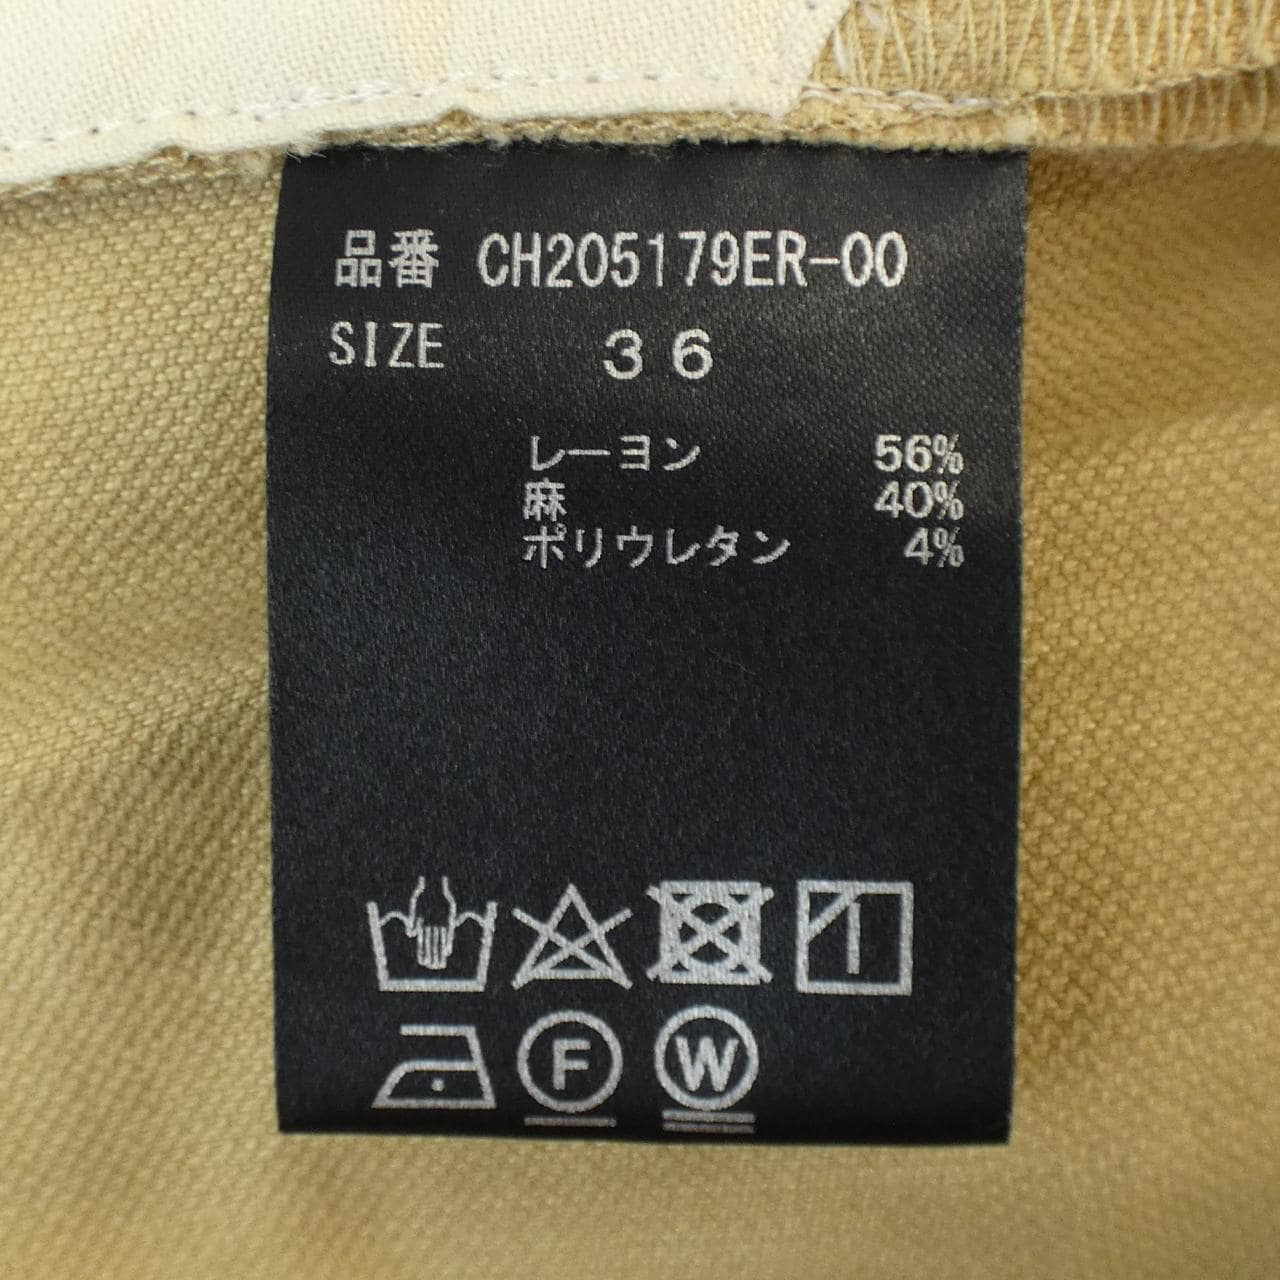 品番 CH205179ER-00
SIZE 36
レーヨン 56%
麻 40%
ポリウレタン 4%
F W